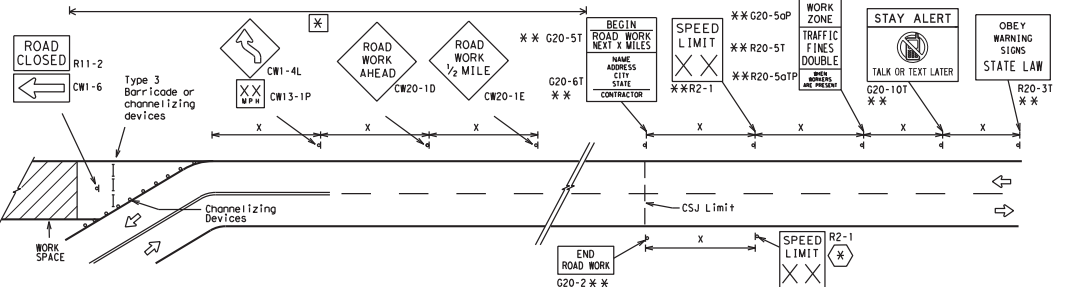 *
ROAD
CLOSED
R11-2
CW1-6
Type 3
Barricade or
channelizing
devices
CW1-4L
XX
MPH
CW13-1P
ROAD
WORK
AHEAD
CW20-1D
ROAD
WORK
1/2 MILE
CW20-1E
* * G20-5T
BEGIN
ROAD WORK
NEXT X MILES
NAME
ADDRESS
CITY
STATE
CONTRACTOR
G20-6T
* *
SPEED
LIMIT
X X
* * R2-1
* * G20-5aP
WORK
ZONE
* * R20-5T
TRAFFIC
FINES
DOUBLE
* * R20-5aTP
WHEN
WORKERS
ARE PRESENT
STAY ALERT
TALK OR TEXT LATER
G20-10T
* *
OBEY
WARNING
SIGNS
STATE LAW
R20-3T
* *
X X X X X X X
Channelizing
Devices
CSJ Limit
WORK
SPACE
END
ROAD WORK
G20-2 * *
X
SPEED
LIMIT
X X
R2-1
*